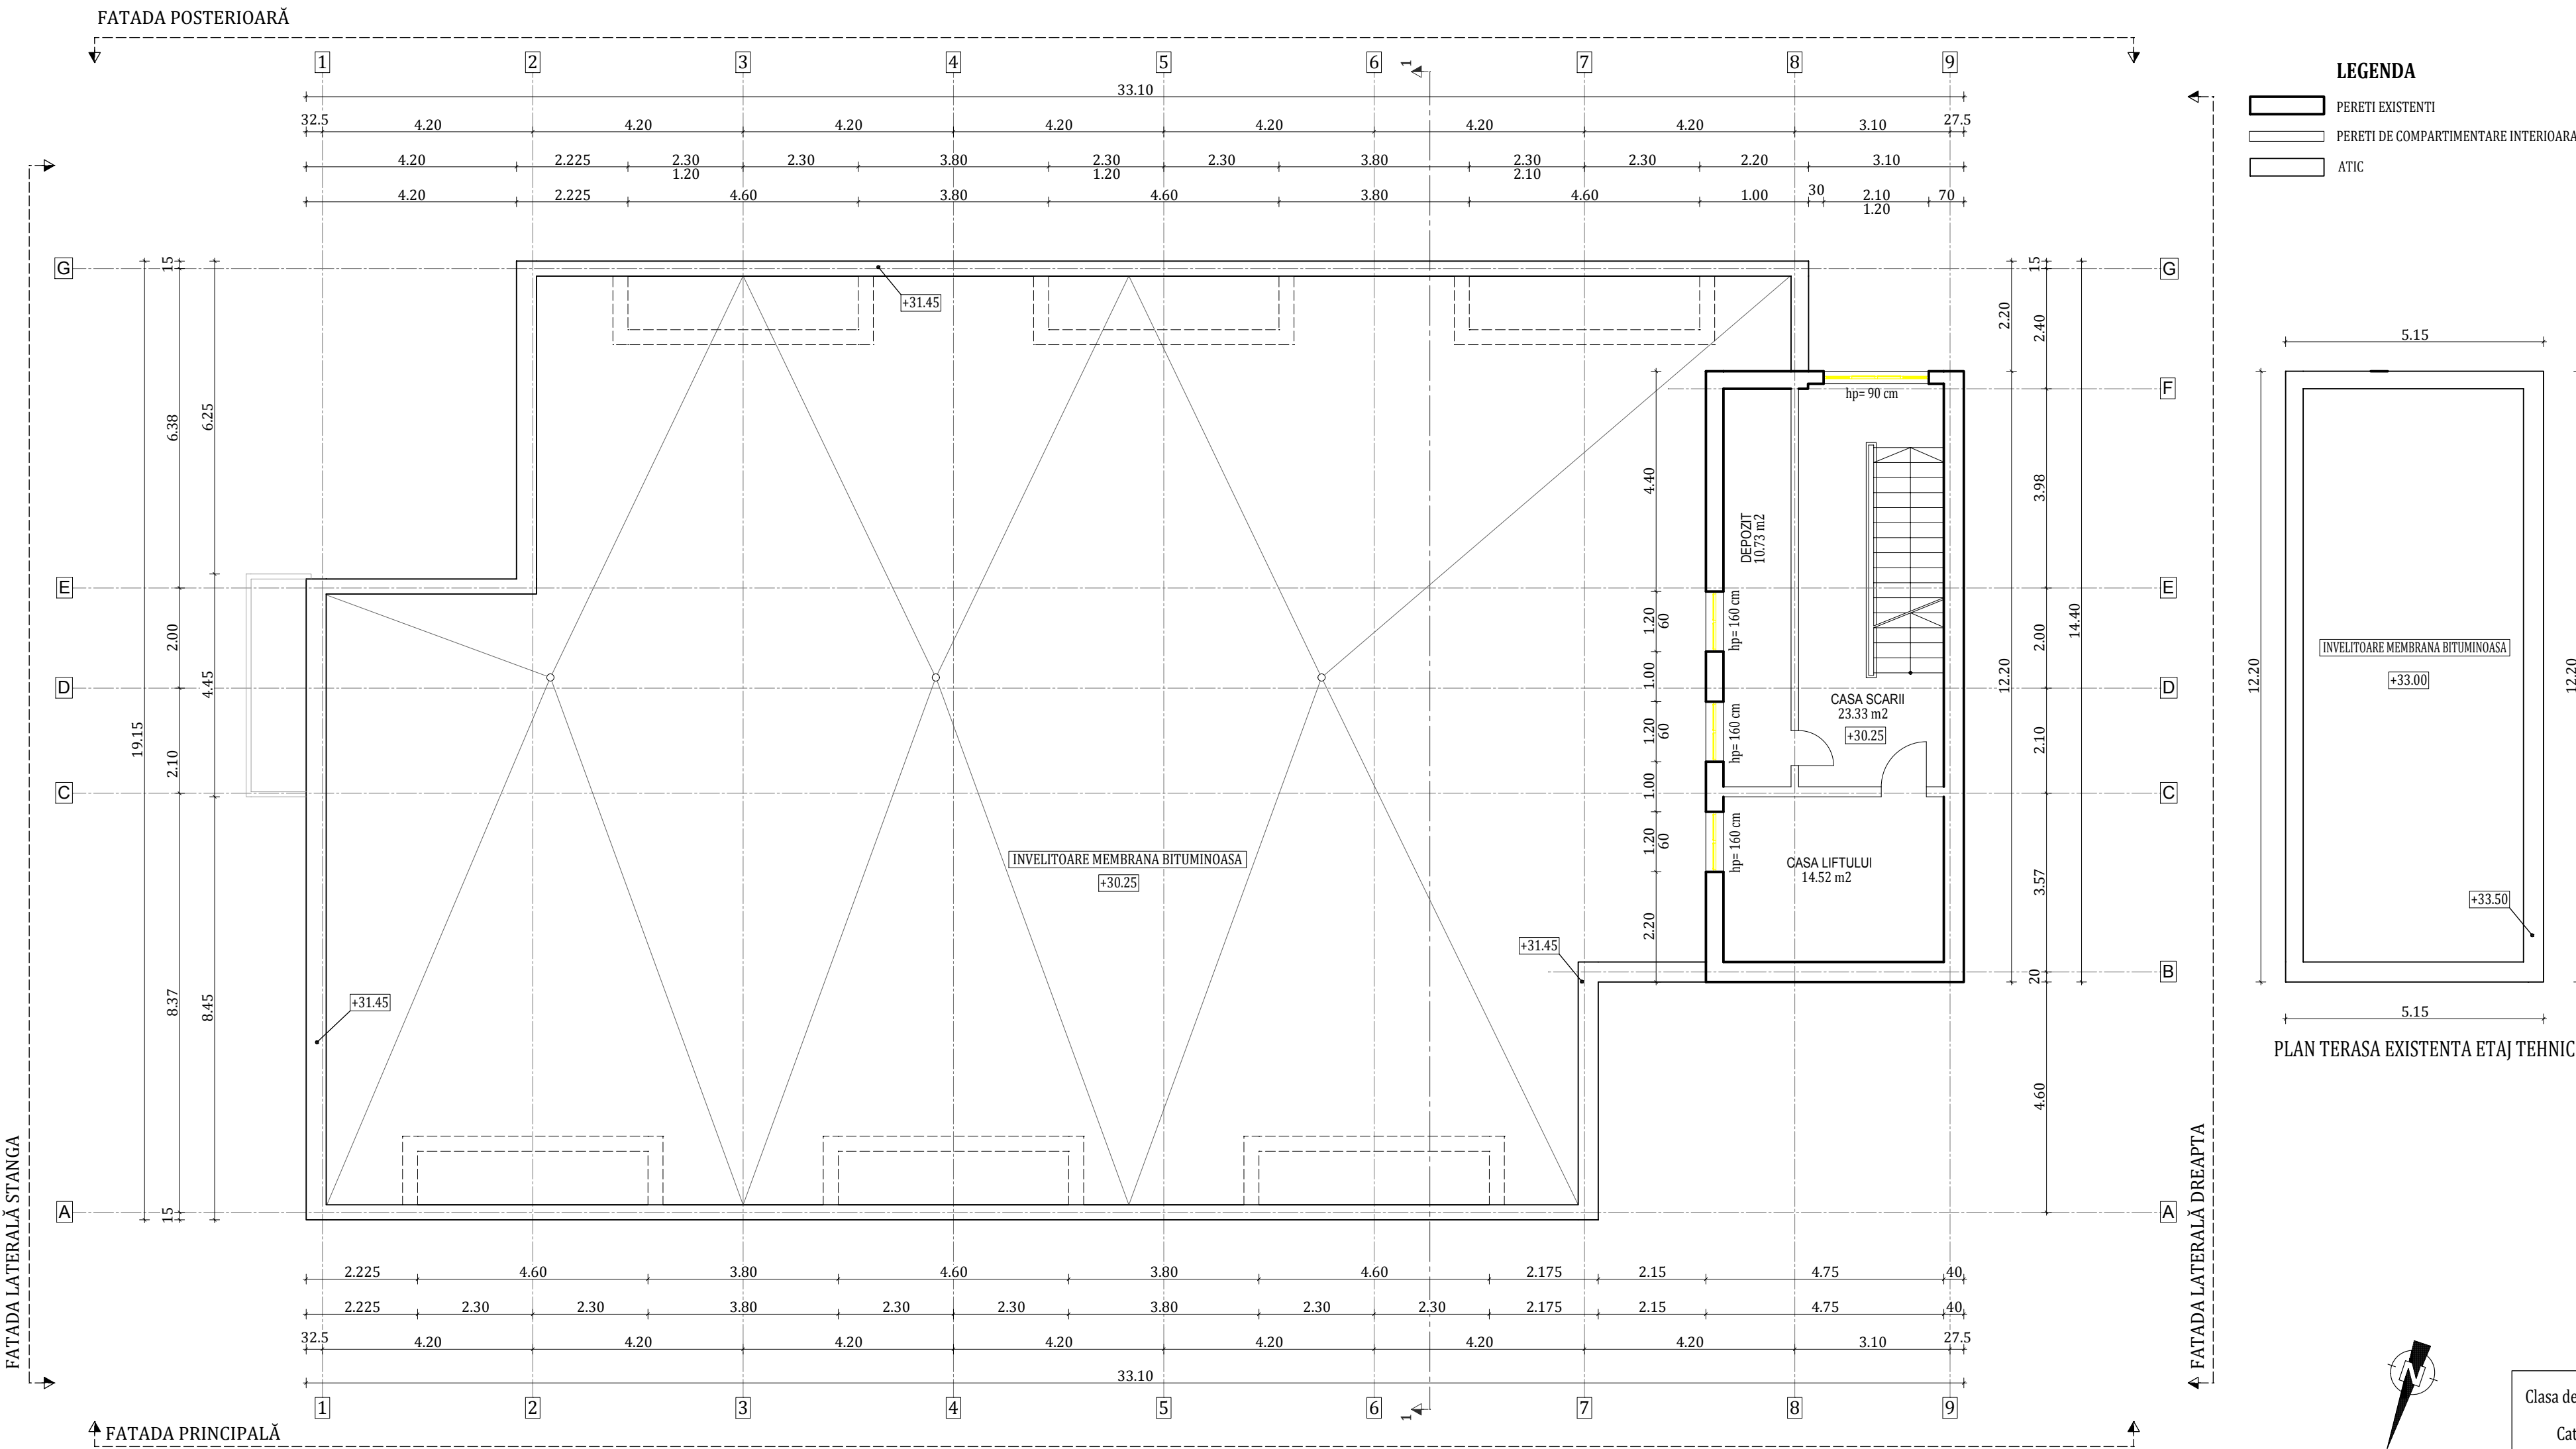 FATADA POSTERIOARĂ
1 2 3 4 5 6 1 7 8 9
LEGENDA
PERETI EXISTENTI
PERETI DE COMPARTIMENTARE INTERIOARA
ATIC
33.10
32.5 4.20 4.20 4.20 4.20 4.20 4.20 4.20 3.10 27.5
4.20 2.225 2.30 2.30 3.80 2.30 2.30 3.80 2.30 2.30 2.20 3.10
1.20 1.20 2.10
4.20 2.225 4.60 3.80 4.60 3.80 4.60 1.00 30 2.10 70
1.20
G 15 15 G
+31.45
2.20 2.40
5.15
F
hp= 90 cm
6.38 6.25
4.40 3.98
DEPOZIT
10.73 m2
E E
1.20 60 hp= 160 cm
2.00 2.00 14.40
INVELITOARE MEMBRANA BITUMINOASA
+33.00
12.20 12.20 12.20
D 4.45 1.00 D
CASA SCARII
23.33 m2
+30.25
19.15 2.10 1.20 60 hp= 160 cm 2.10
C 1.00 C
1.20 60 hp= 160 cm
INVELITOARE MEMBRANA BITUMINOASA
+30.25
CASA LIFTULUI
14.52 m2
3.57
+33.50
2.20
+31.45
B
20
8.37 8.45
+31.45
5.15
PLAN TERASA EXISTENTA ETAJ TEHNIC
4.60
FATADA LATERALĂ STANGA
FATADA LATERALĂ DREAPTA
A 15 A
2.225 4.60 3.80 4.60 3.80 4.60 2.175 2.15 4.75 40
2.225 2.30 2.30 3.80 2.30 2.30 3.80 2.30 2.30 2.175 2.15 4.75 40
32.5 4.20 4.20 4.20 4.20 4.20 4.20 4.20 3.10 27.5
33.10
1 2 3 4 5 6 1 7 8 9
FATADA PRINCIPALĂ
Clasa de
Cat